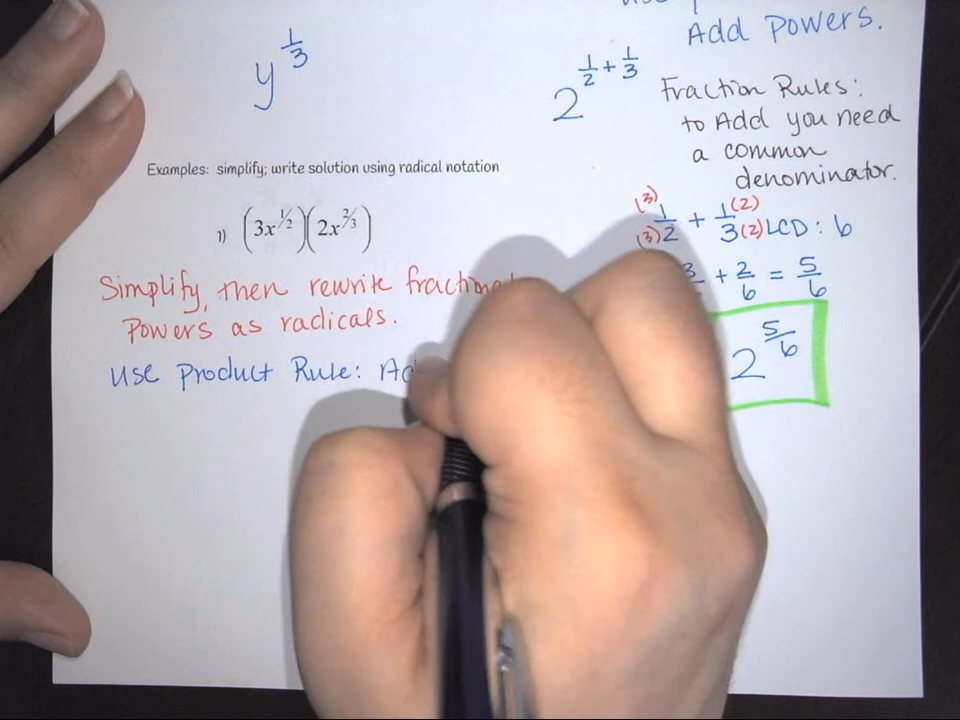 Add Powers.
y^{1/3}
2^{1/2 + 1/3}
Fraction Rules:
to Add you need
a common
denominator.
Examples: simplify; write solution using radical notation
1) (3x^{1/2})(2x^{2/3})
(3) 1/(3) 2 + 1 (2)/3 (2) LCD: 6
+ 2/6 = 5/6
2^{5/6}
Simplify, then rewrite
Powers as radicals.
Use Product Rule: